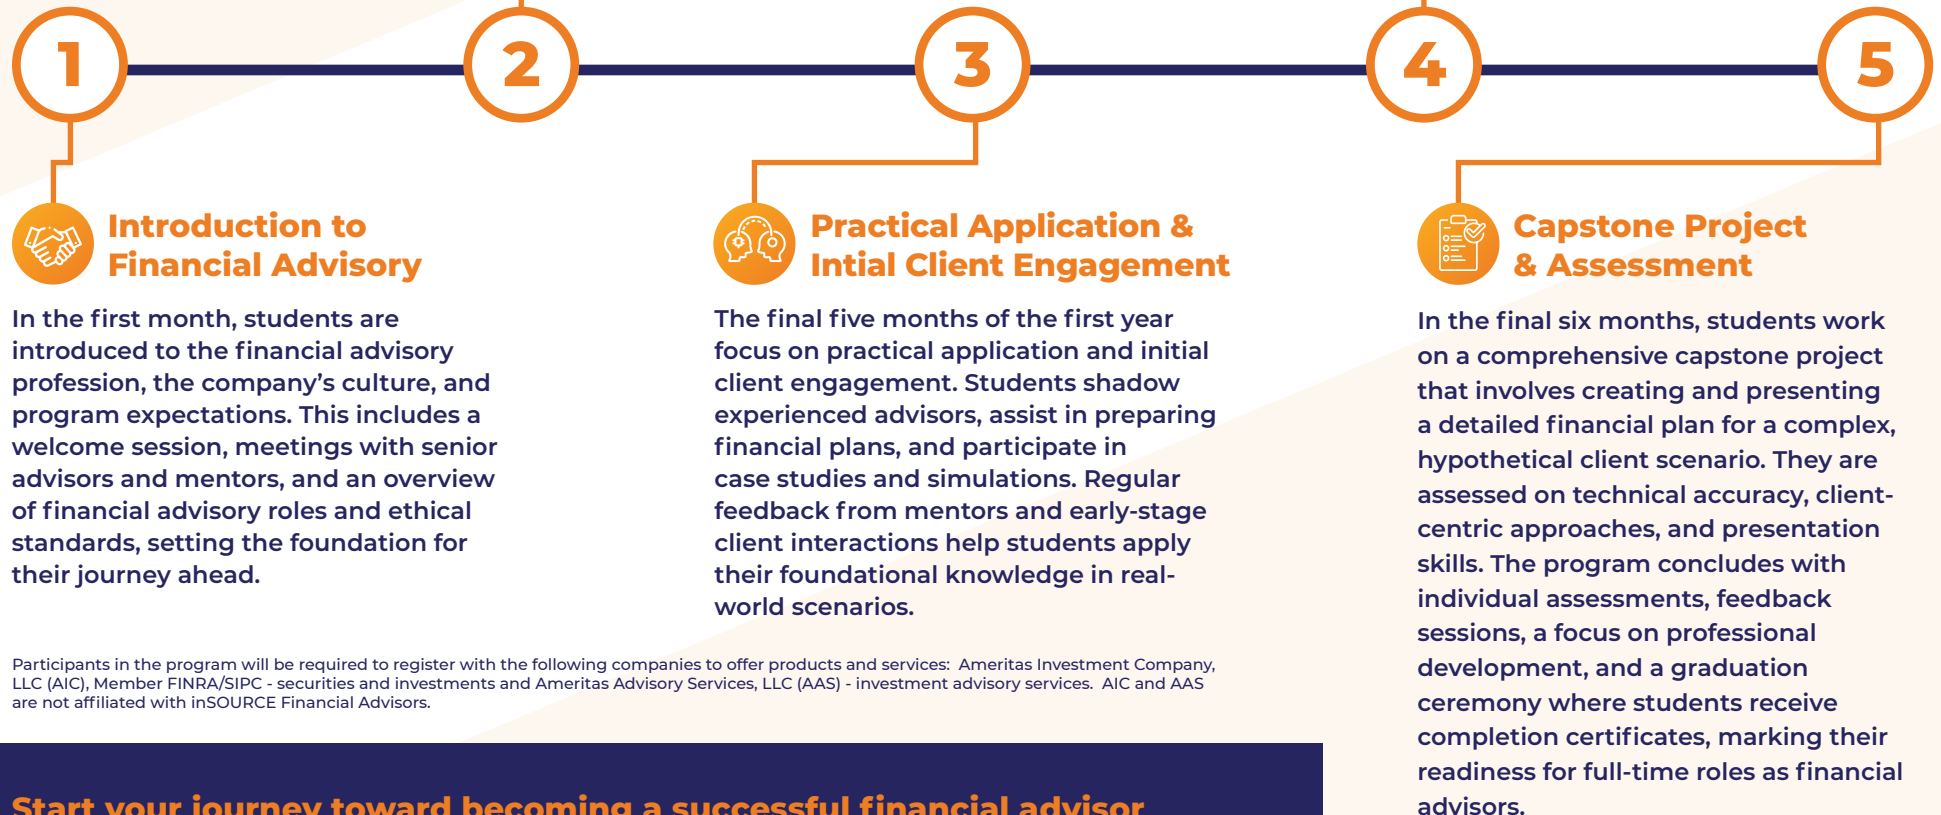 1
2
3
4
5
Introduction to
Financial Advisory
In the first month, students are
introduced to the financial advisory
profession, the company's culture, and
program expectations. This includes a
welcome session, meetings with senior
advisors and mentors, and an overview
of financial advisory roles and ethical
standards, setting the foundation for
their journey ahead.
Practical Application &
Intial Client Engagement
The final five months of the first year
focus on practical application and initial
client engagement. Students shadow
experienced advisors, assist in preparing
financial plans, and participate in
case studies and simulations. Regular
feedback from mentors and early-stage
client interactions help students apply
their foundational knowledge in real-
world scenarios.
Capstone Project
& Assessment
In the final six months, students work
on a comprehensive capstone project
that involves creating and presenting
a detailed financial plan for a complex,
hypothetical client scenario. They are
assessed on technical accuracy, client-
centric approaches, and presentation
skills. The program concludes with
individual assessments, feedback
sessions, a focus on professional
development, and a graduation
ceremony where students receive
completion certificates, marking their
readiness for full-time roles as financial
advisors.
Participants in the program will be required to register with the following companies to offer products and services:  Ameritas Investment Company,
LLC (AIC), Member FINRA/SIPC - securities and investments and Ameritas Advisory Services, LLC (AAS) - investment advisory services.  AIC and AAS
are not affiliated with inSOURCE Financial Advisors.
Start your journey toward becoming a successful financial advisor